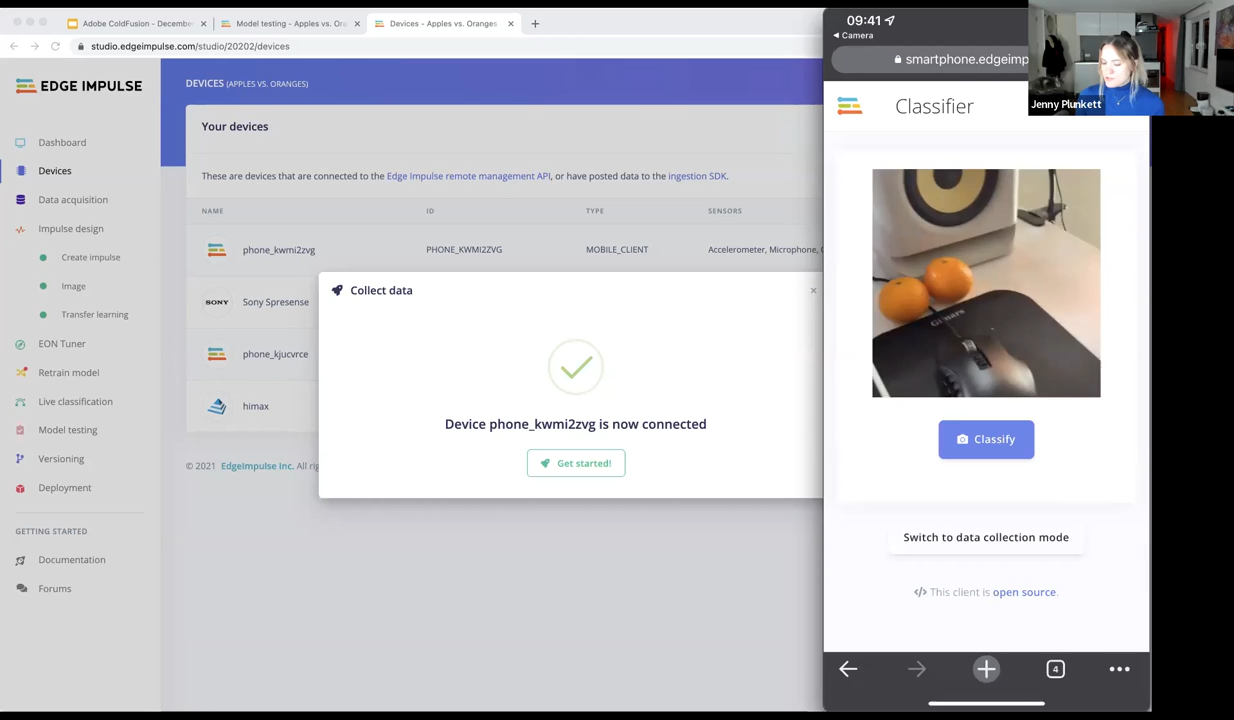 Adobe ColdFusion - December
Model testing - Apples vs. Ora
Devices - Apples vs. Oranges
studio.edgeimpulse.com/studio/20202/devices
EDGE IMPULSE
Dashboard
Devices
Data acquisition
Impulse design
Create impulse
Image
Transfer learning
EON Tuner
Retrain model
Live classification
Model testing
Versioning
Deployment
GETTING STARTED
Documentation
Forums
DEVICES (APPLES VS. ORANGES)
Your devices
These are devices that are connected to the Edge Impulse remote management API, or have posted data to the ingestion SDK.
NAME ID TYPE SENSORS
phone_kwmi2zvg PHONE_KWMI2ZVG MOBILE_CLIENT Accelerometer, Microphone, C
SONY Sony Spresense
phone_kjucvrce
himax
© 2021 EdgeImpulse Inc. All rig
Collect data
×
Device phone_kwmi2zvg is now connected
Get started!
09:41
Camera
smartphone.edgeimp
Classifier
Classify
Switch to data collection mode
</> This client is open source.
4
Jenny Plunkett